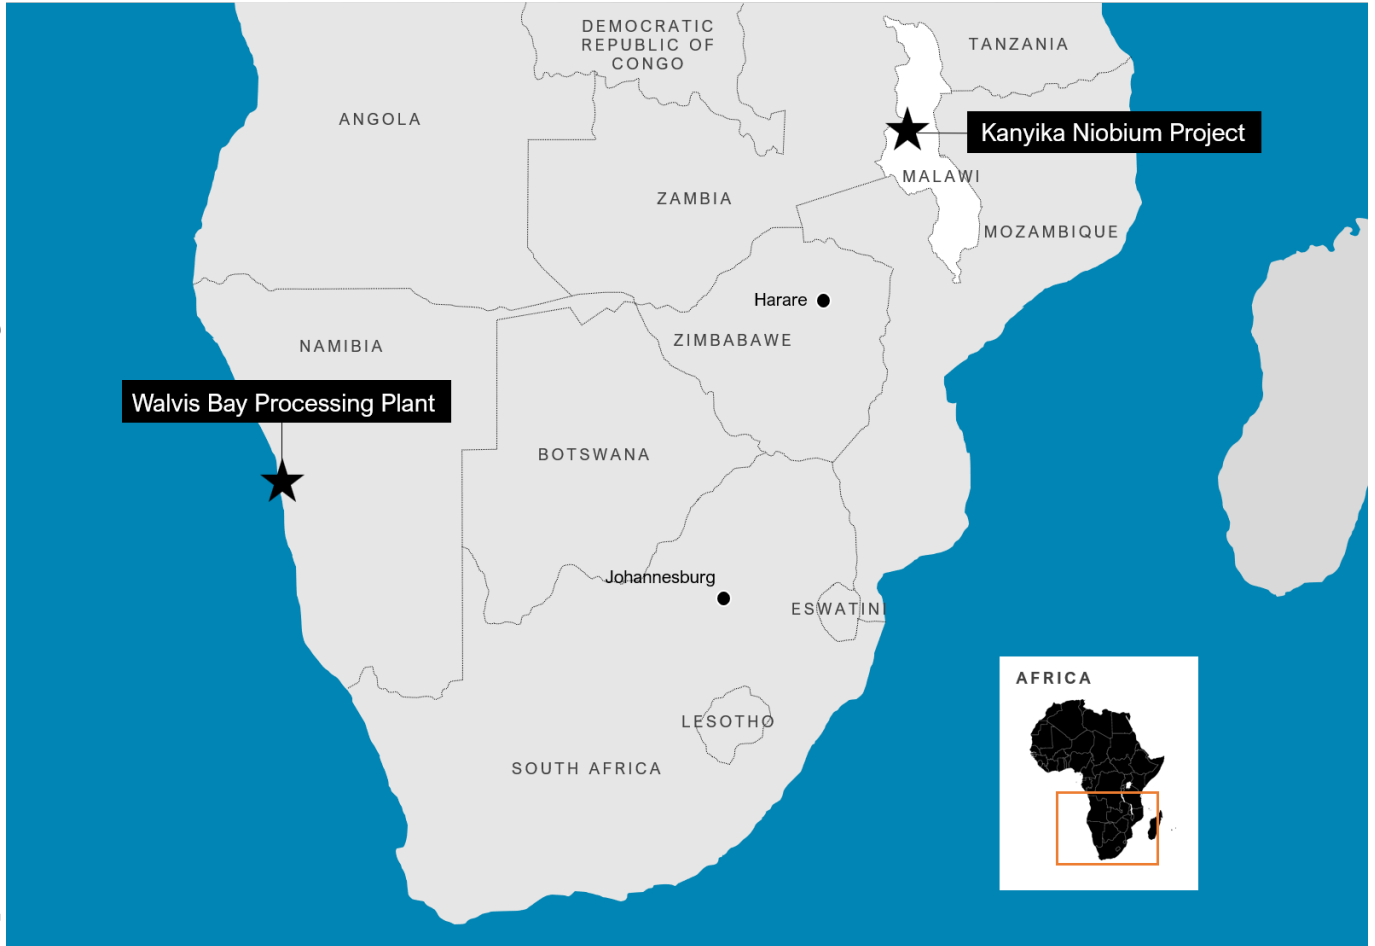 DEMOCRATIC
REPUBLIC OF
CONGO
TANZANIA
ANGOLA
Kanyika Niobium Project
MALAWI
ZAMBIA
MOZAMBIQUE
Harare
ZIMBABAWE
NAMIBIA
Walvis Bay Processing Plant
BOTSWANA
Johannesburg
ESWATINI
AFRICA
LESOTHO
SOUTH AFRICA